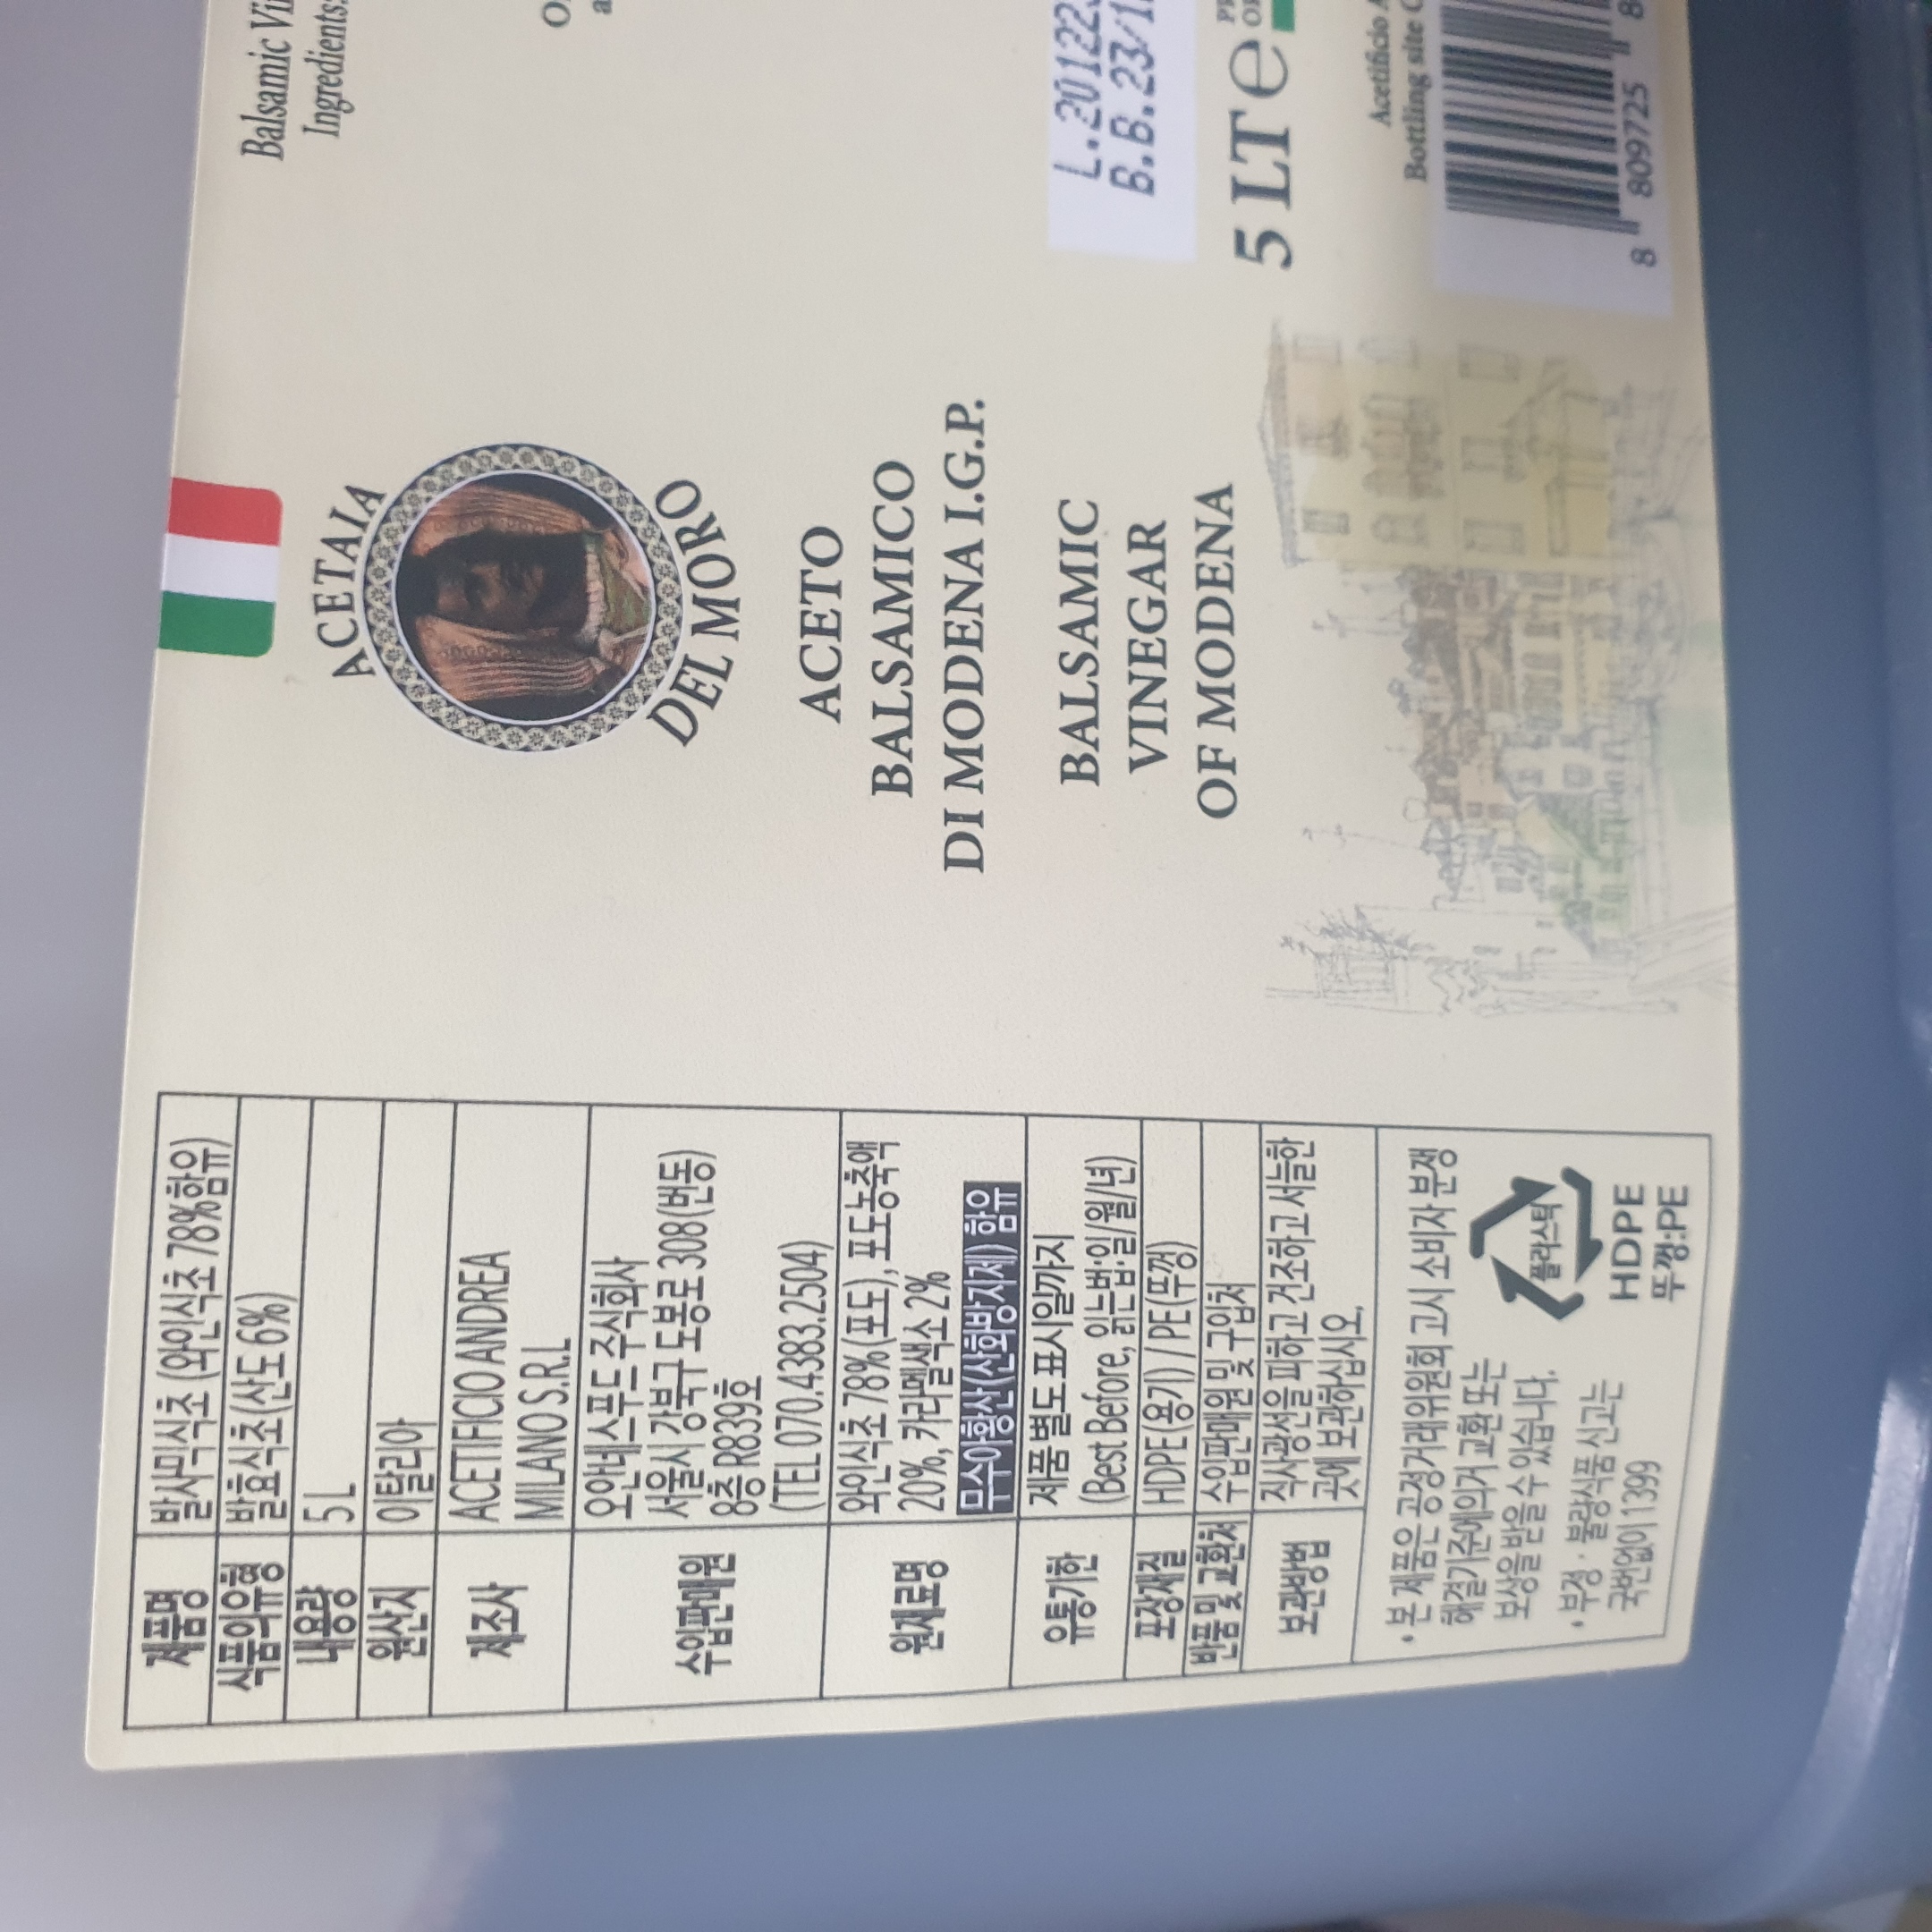 제품명 발사믹식초 (와인식초 78%함유)
식품의유형 발효식초(산도 6%)
내용량 5 L
원산지 이탈리아
제조사 ACETIFICIO ANDREA
MILANO S.R.L
수입판매원 오아네스푸드 주식회사
서울시 강북구 도봉로 308(번동)
8층 R839호
(TEL 070.4383.2504)
원재료명 와인식초 78%(포도), 포도농축액
20%, 카라멜색소 2%
무수아황산(산화방지제) 함유
유통기한 제품 별도 표시일까지
(Best Before, 읽는법:일/월/년)
포장재질 HDPE(용기) / PE(뚜껑)
반품 및 교환처 수입판매원 및 구입처
보관방법 직사광선을 피하고 건조하고 서늘한
곳에 보관하십시오.
• 본 제품은 공정거래위원회 고시 소비자 분쟁
해결기준에의거 교환 또는
보상을 받을 수 있습니다.
• 부정 · 불량식품 신고는
국번없이 1399
플라스틱
HDPE
뚜껑:PE
ACETAIA
DEL MORO
ACETO
BALSAMICO
DI MODENA I.G.P.
BALSAMIC
VINEGAR
OF MODENA
Balsamic
Ingredients:
L.20122
B.B.23/1
5 LT e
Acetificio
Bottling site
8 809725